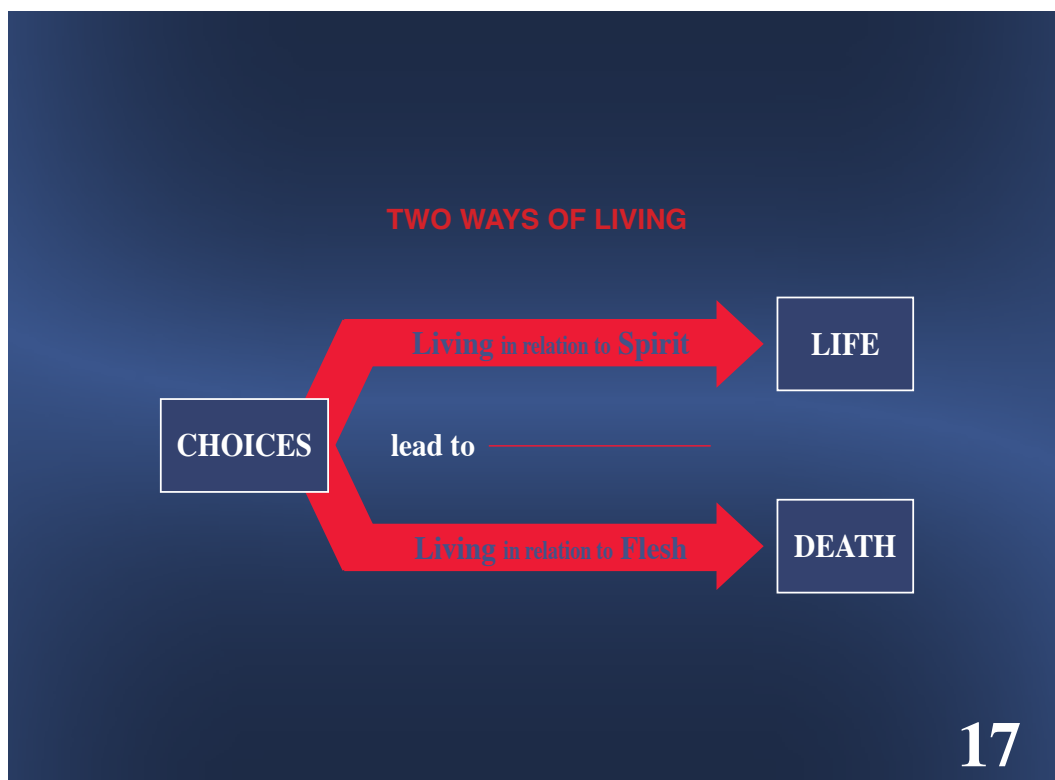 TWO WAYS OF LIVING
Living in relation to Spirit
LIFE
CHOICES
lead to
Living in relation to Flesh
DEATH
17